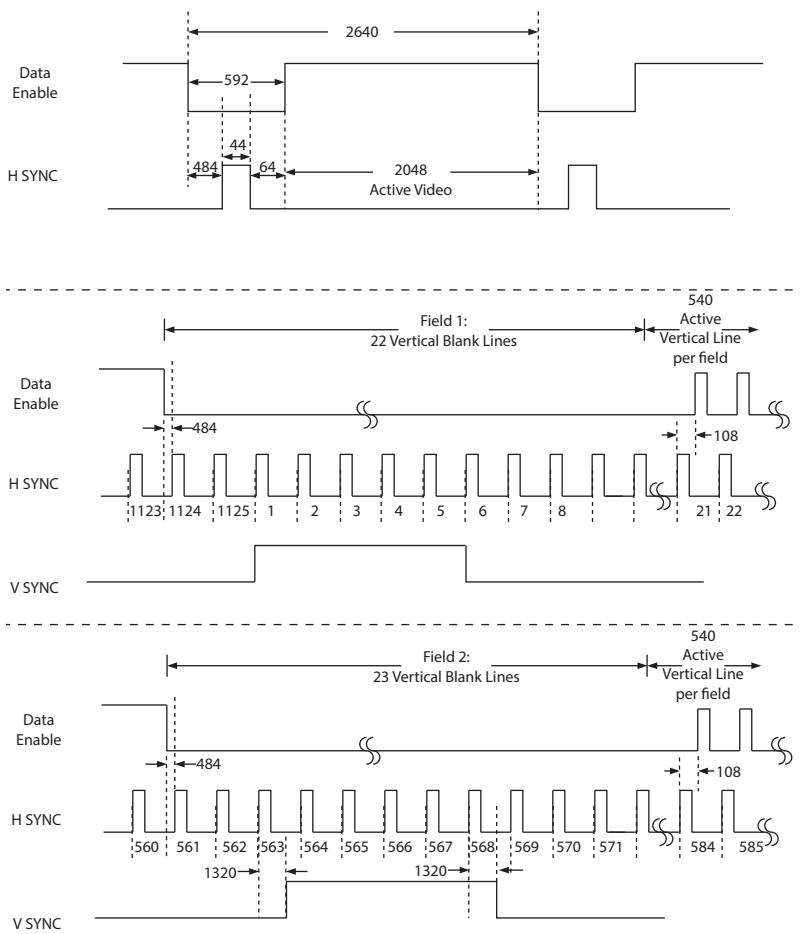 2640
Data
Enable
592
44
484
64
H SYNC
2048
Active Video
Field 1:
22 Vertical Blank Lines
540
Active
Vertical Line
per field
Data
Enable
484
108
H SYNC
1123 1124 1125 1 2 3 4 5 6 7 8 21 22
V SYNC
Field 2:
23 Vertical Blank Lines
540
Active
Vertical Line
per field
Data
Enable
484
108
H SYNC
560 561 562 563 564 565 566 567 568 569 570 571 584 585
1320 1320
V SYNC